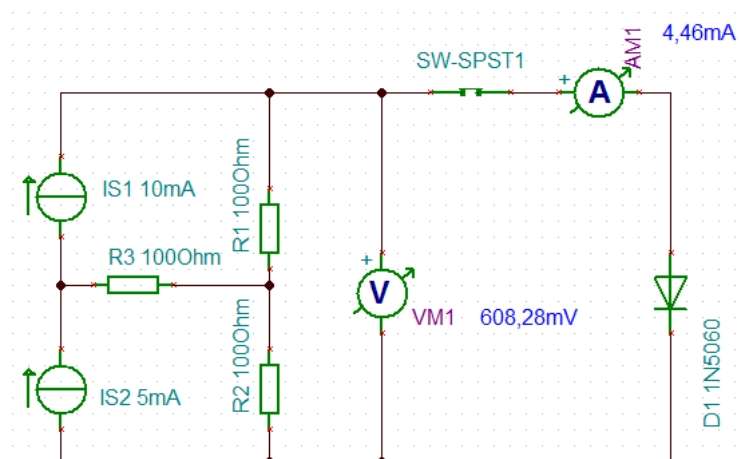 AM1
4,46mA
SW-SPST1
+
A
IS1 10mA
R1 100Ohm
R3 100Ohm
+
V
VM1
608,28mV
R2 100Ohm
IS2 5mA
D1 1N5060